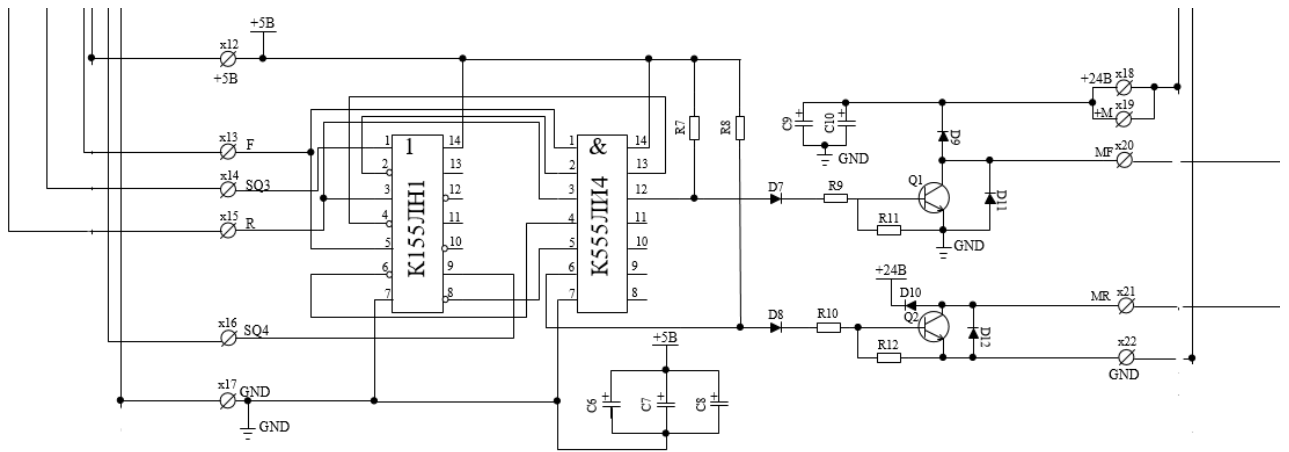 +5В
x12
+5В
x13
F
x14
SQ3
x15
R
x16
SQ4
x17
GND
GND
1
К155ЛН1
1
2
3
4
5
6
7
14
13
12
11
10
9
8
&
К555ЛИ4
1
2
3
4
5
6
7
14
13
12
11
10
9
8
R7
R8
+5В
C6
+
C7
+
C8
+
C9
+
C10
+
GND
D7
R9
R11
Q1
D9
D11
GND
+24В
D10
D8
R10
R12
Q2
D12
+24В
x18
+M
x19
MF
x20
MR
x21
x22
GND